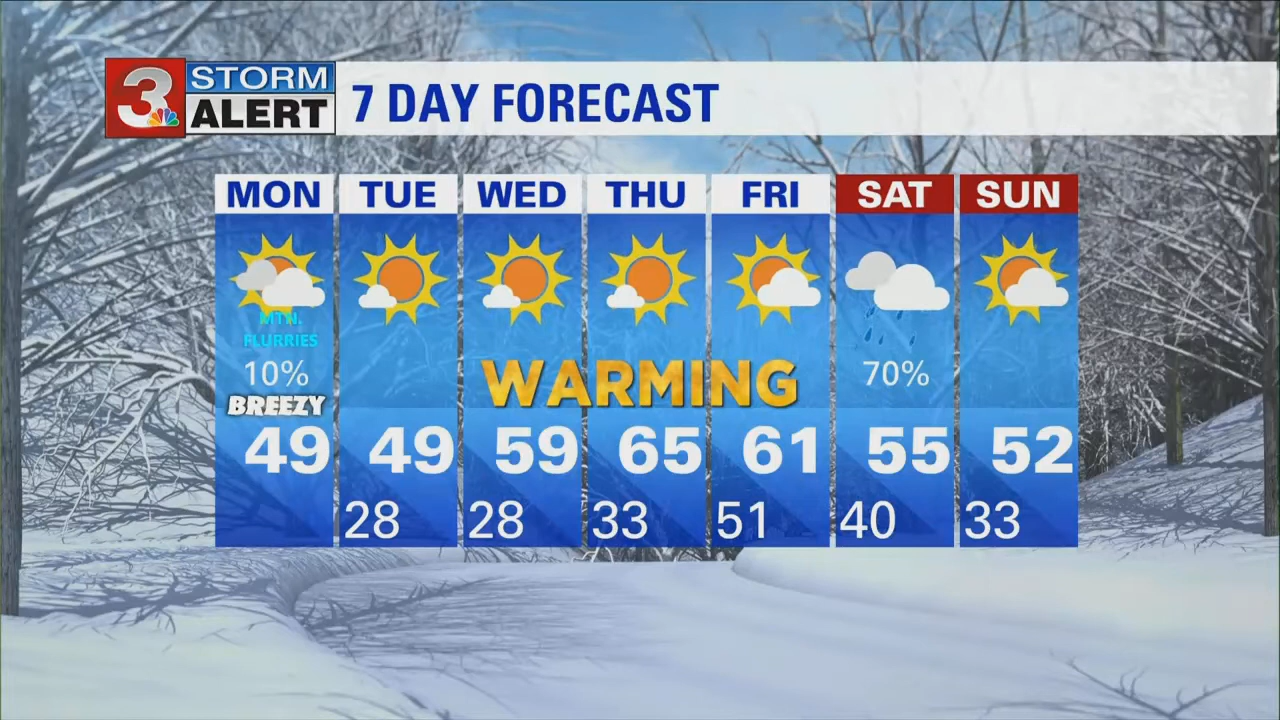 3 STORM ALERT
7 DAY FORECAST
MON TUE WED THU FRI SAT SUN
MTN.
FLURRIES
10% 70%
WARMING
BREEZY
49 49 59 65 61 55 52
28 28 33 51 40 33